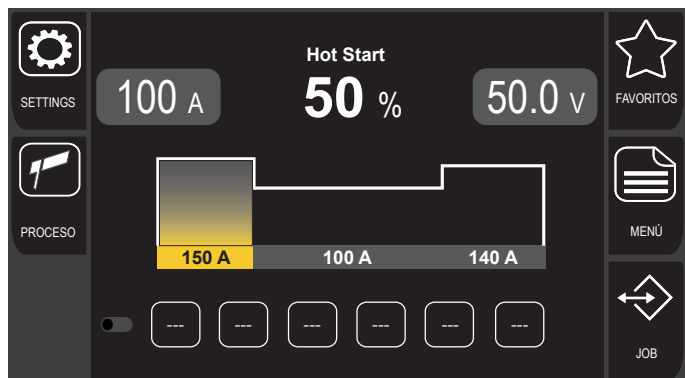 SETTINGS
PROCESO
Hot Start
100 A
50 %
50.0 V
150 A
100 A
140 A
---
---
---
---
---
---
FAVORITOS
MENÚ
JOB